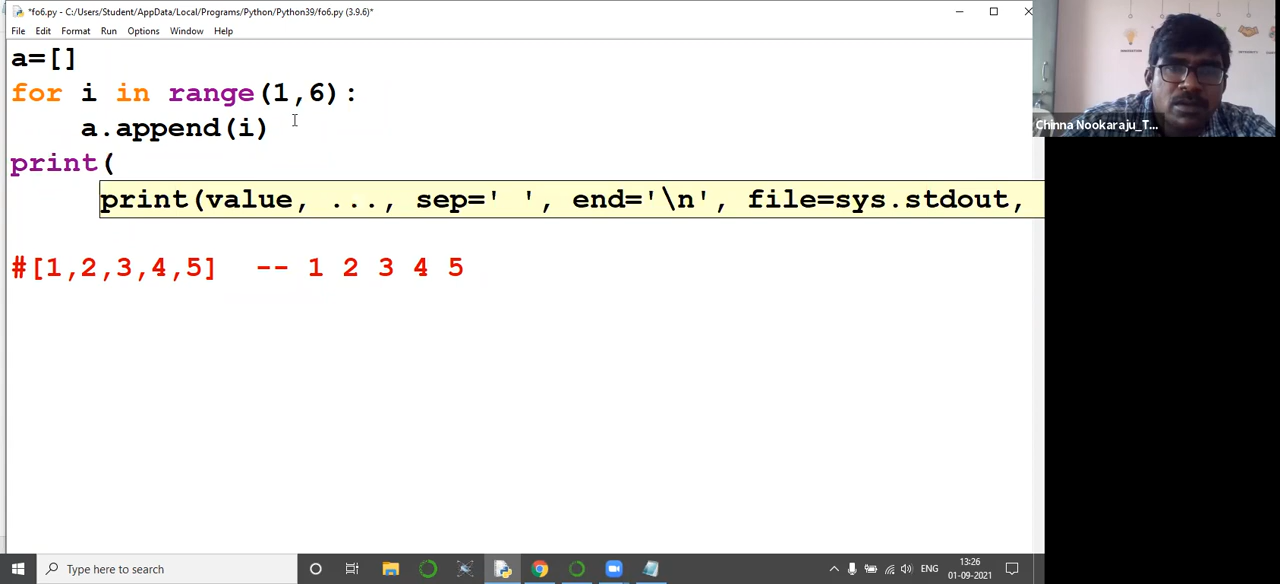 *fo6.py - C:/Users/Student/AppData/Local/Programs/Python/Python39/fo6.py (3.9.6)*
File Edit Format Run Options Window Help
a=[]
for i in range(1,6):
    a.append(i)
print(
print(value, ..., sep=' ', end='\n', file=sys.stdout,
#[1,2,3,4,5]  -- 1 2 3 4 5
Chinna Nookaraju_T...
Type here to search
ENG
13:26
01-09-2021